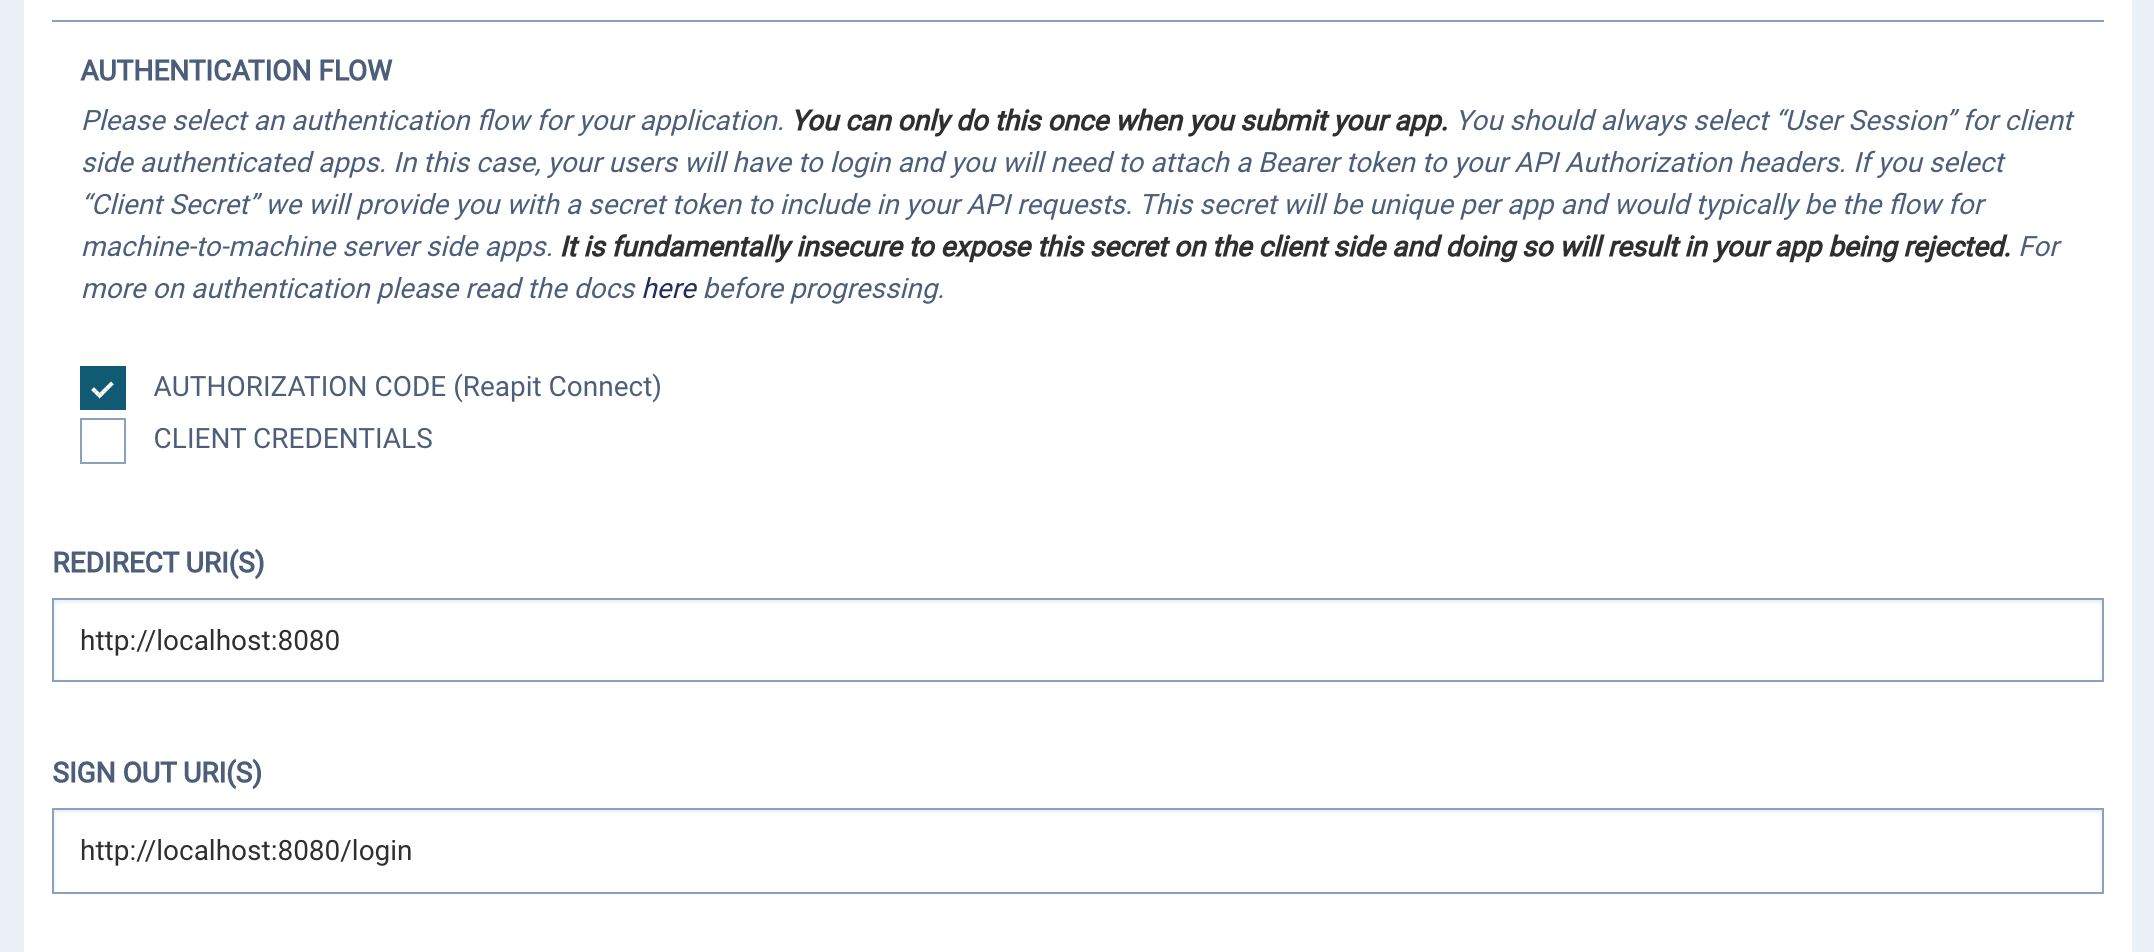 AUTHENTICATION FLOW
Please select an authentication flow for your application. You can only do this once when you submit your app. You should always select “User Session” for client
side authenticated apps. In this case, your users will have to login and you will need to attach a Bearer token to your API Authorization headers. If you select
“Client Secret” we will provide you with a secret token to include in your API requests. This secret will be unique per app and would typically be the flow for
machine-to-machine server side apps. It is fundamentally insecure to expose this secret on the client side and doing so will result in your app being rejected. For
more on authentication please read the docs here before progressing.
AUTHORIZATION CODE (Reapit Connect)
CLIENT CREDENTIALS
REDIRECT URI(S)
http://localhost:8080
SIGN OUT URI(S)
http://localhost:8080/login